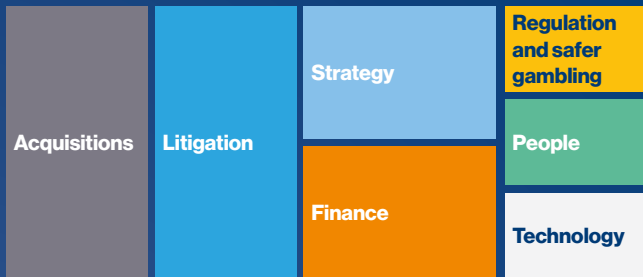 Acquisitions
Litigation
Strategy
Finance
Regulation
and safer
gambling
People
Technology